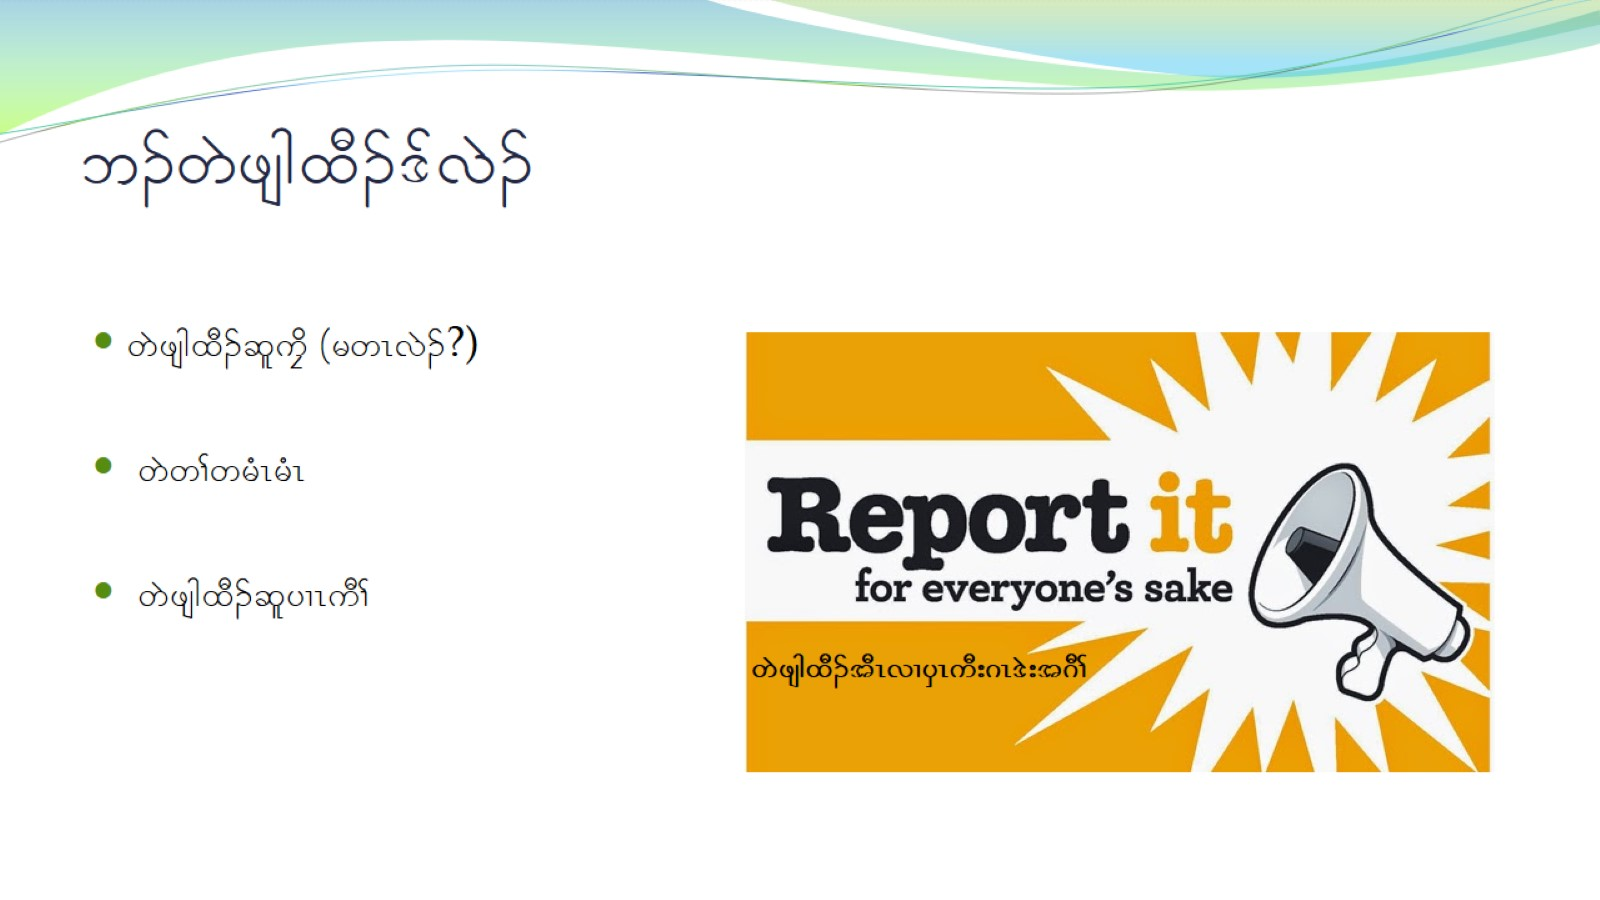 ဘၣ်တဲဖျါထီၣ်ဒ်လဲၣ်
တဲဖျါထီၣ်ဆူကၠိ (မတၤလဲၣ်?)
တဲတၢ်တမံၤမံၤ
တဲဖျါထီၣ်ဆူပၢၤကီၢ်
Report it
for everyone's sake
တဲဖျါထီၣ်အီၤလၢပှၤကီးဂၤဒဲးအဂီၢ်